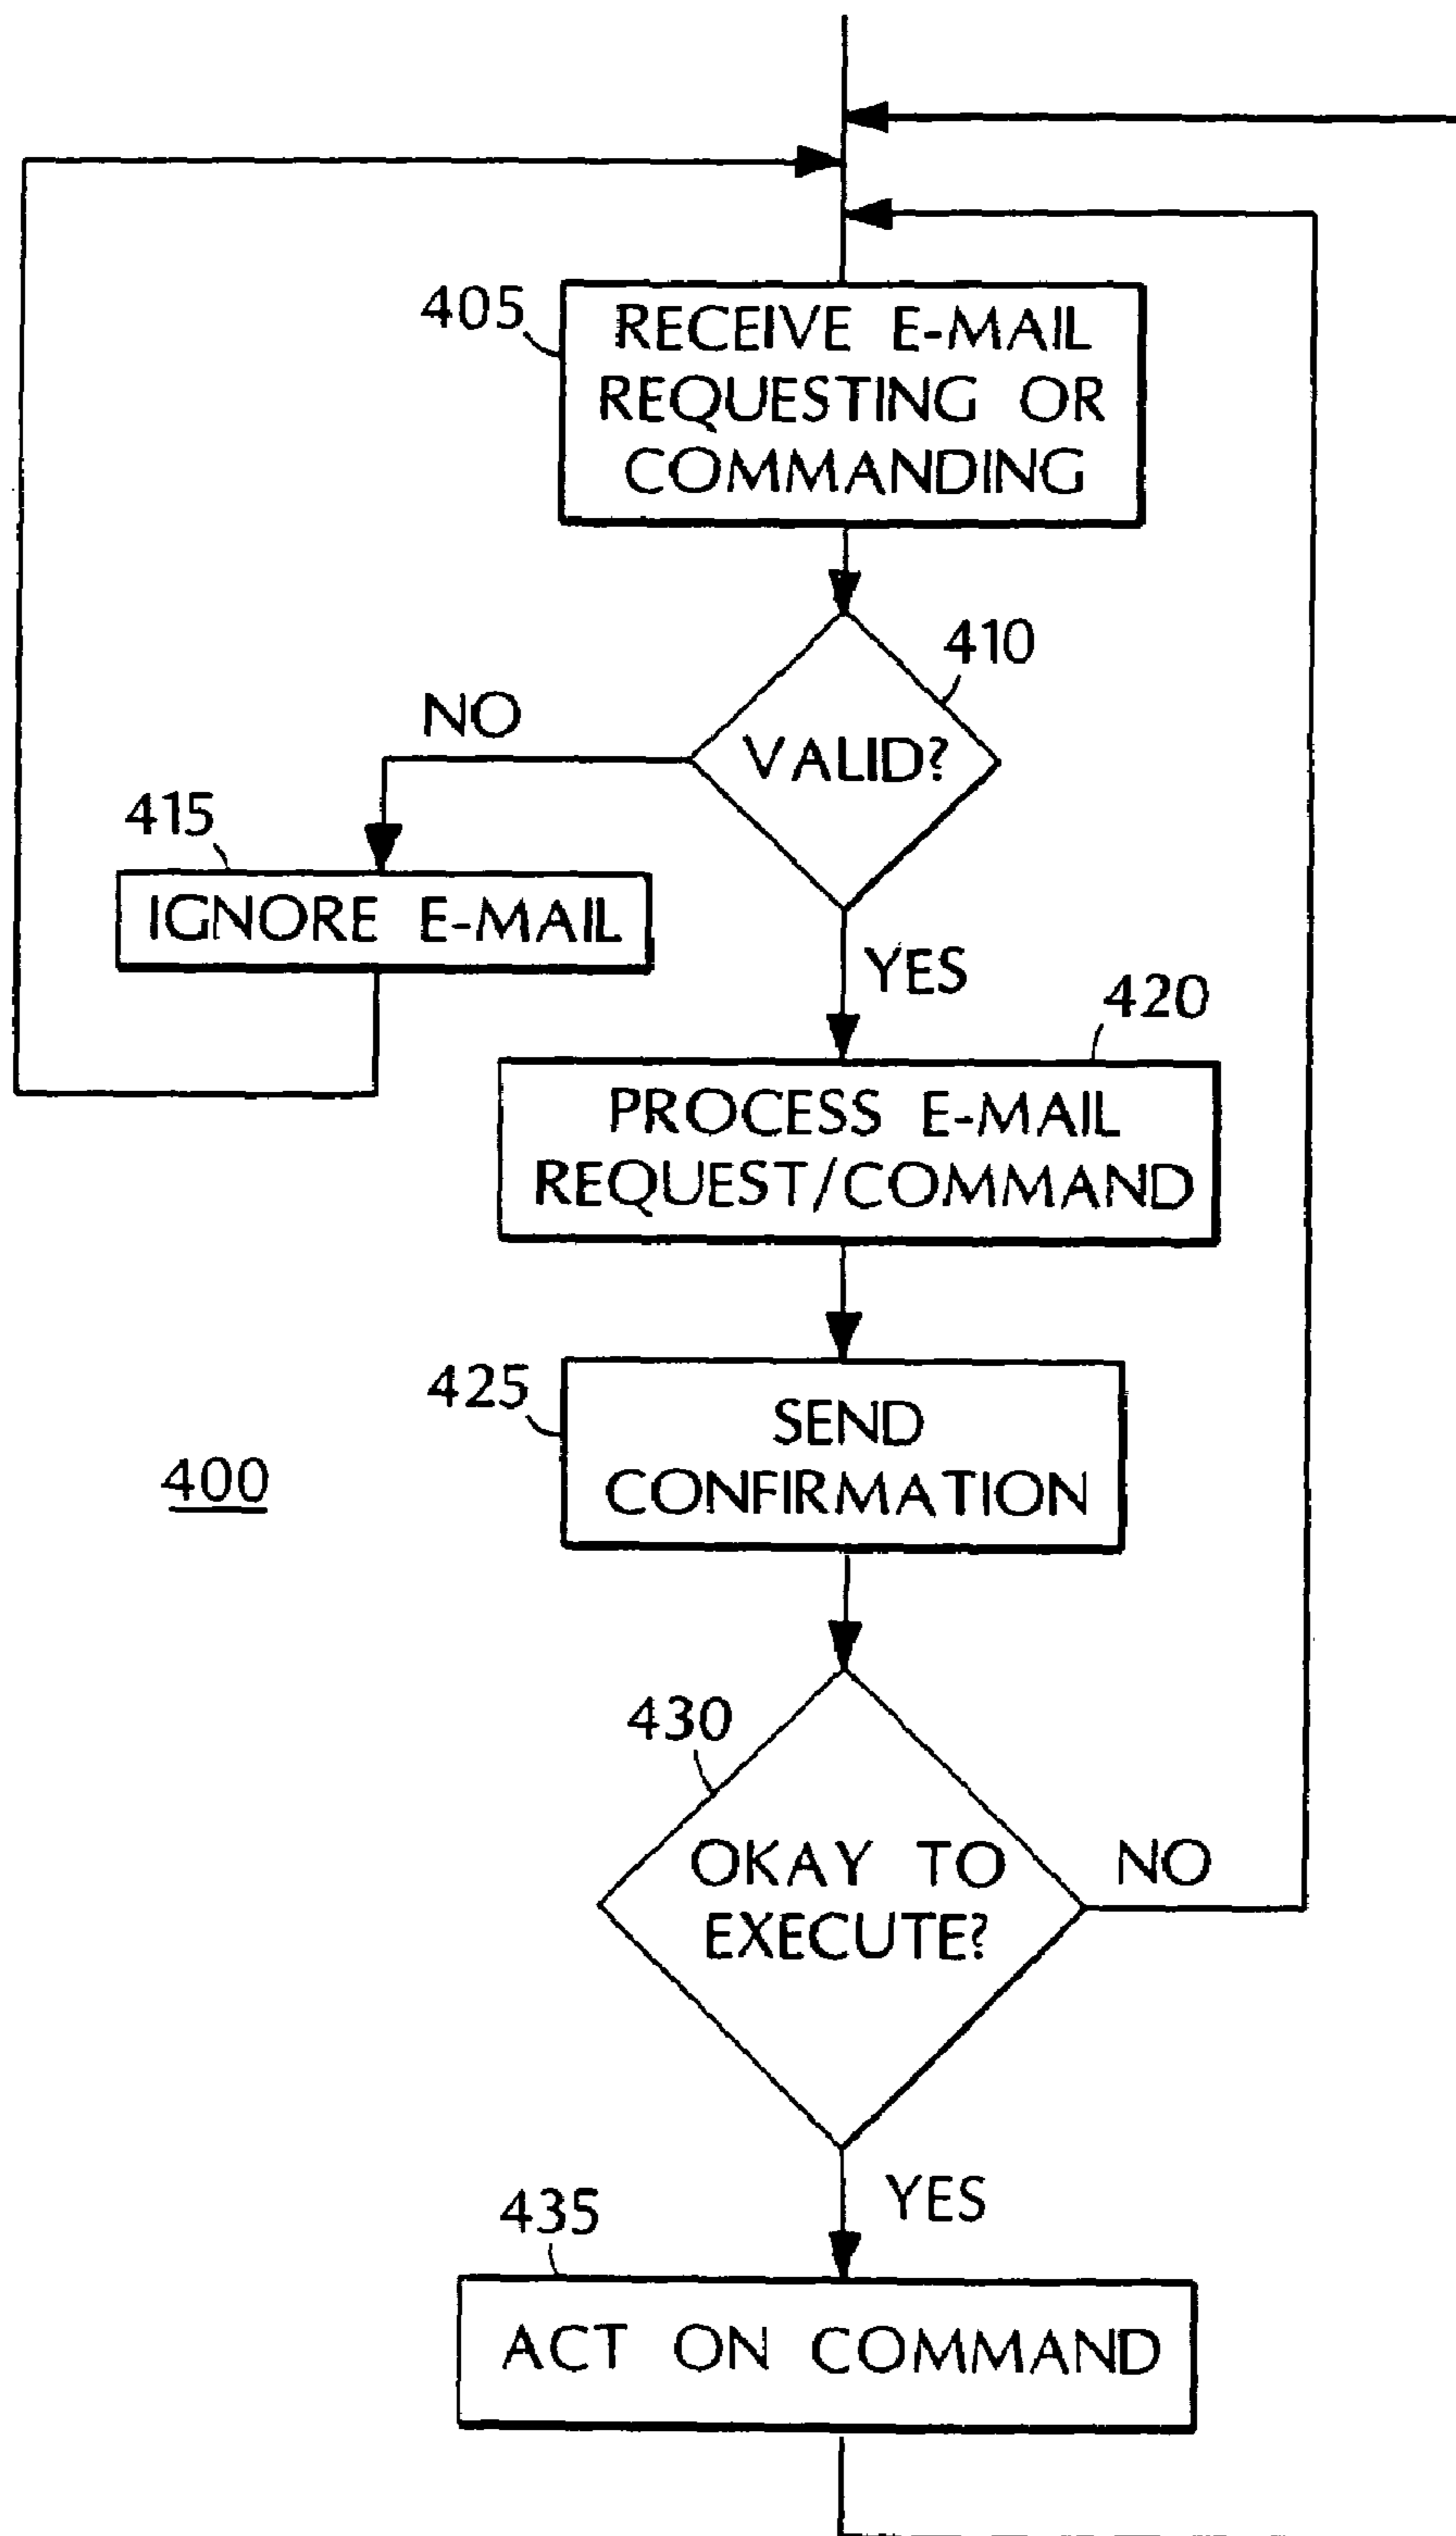 405
RECEIVE E-MAIL
REQUESTING OR
COMMANDING
410
VALID?
NO
415
IGNORE E-MAIL
YES
420
PROCESS E-MAIL
REQUEST/COMMAND
425
SEND
CONFIRMATION
400
430
OKAY TO
EXECUTE?
NO
YES
435
ACT ON COMMAND